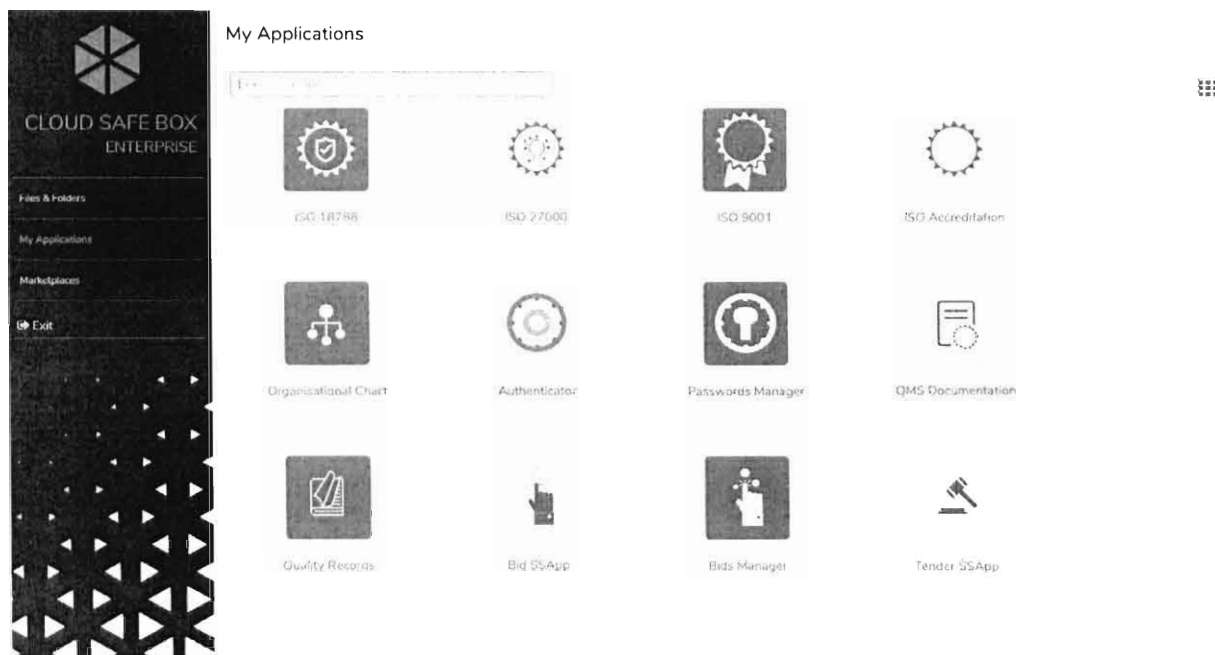 My Applications
CLOUD SAFE BOX
ENTERPRISE
Files & Folders
My Applications
Marketplaces
Exit
ISO 18788
ISO 27000
ISO 9001
ISO Accreditation
Organisational Chart
Authenticator
Passwords Manager
QMS Documentation
Quality Records
Bid SSApp
Bids Manager
Tender SSApp